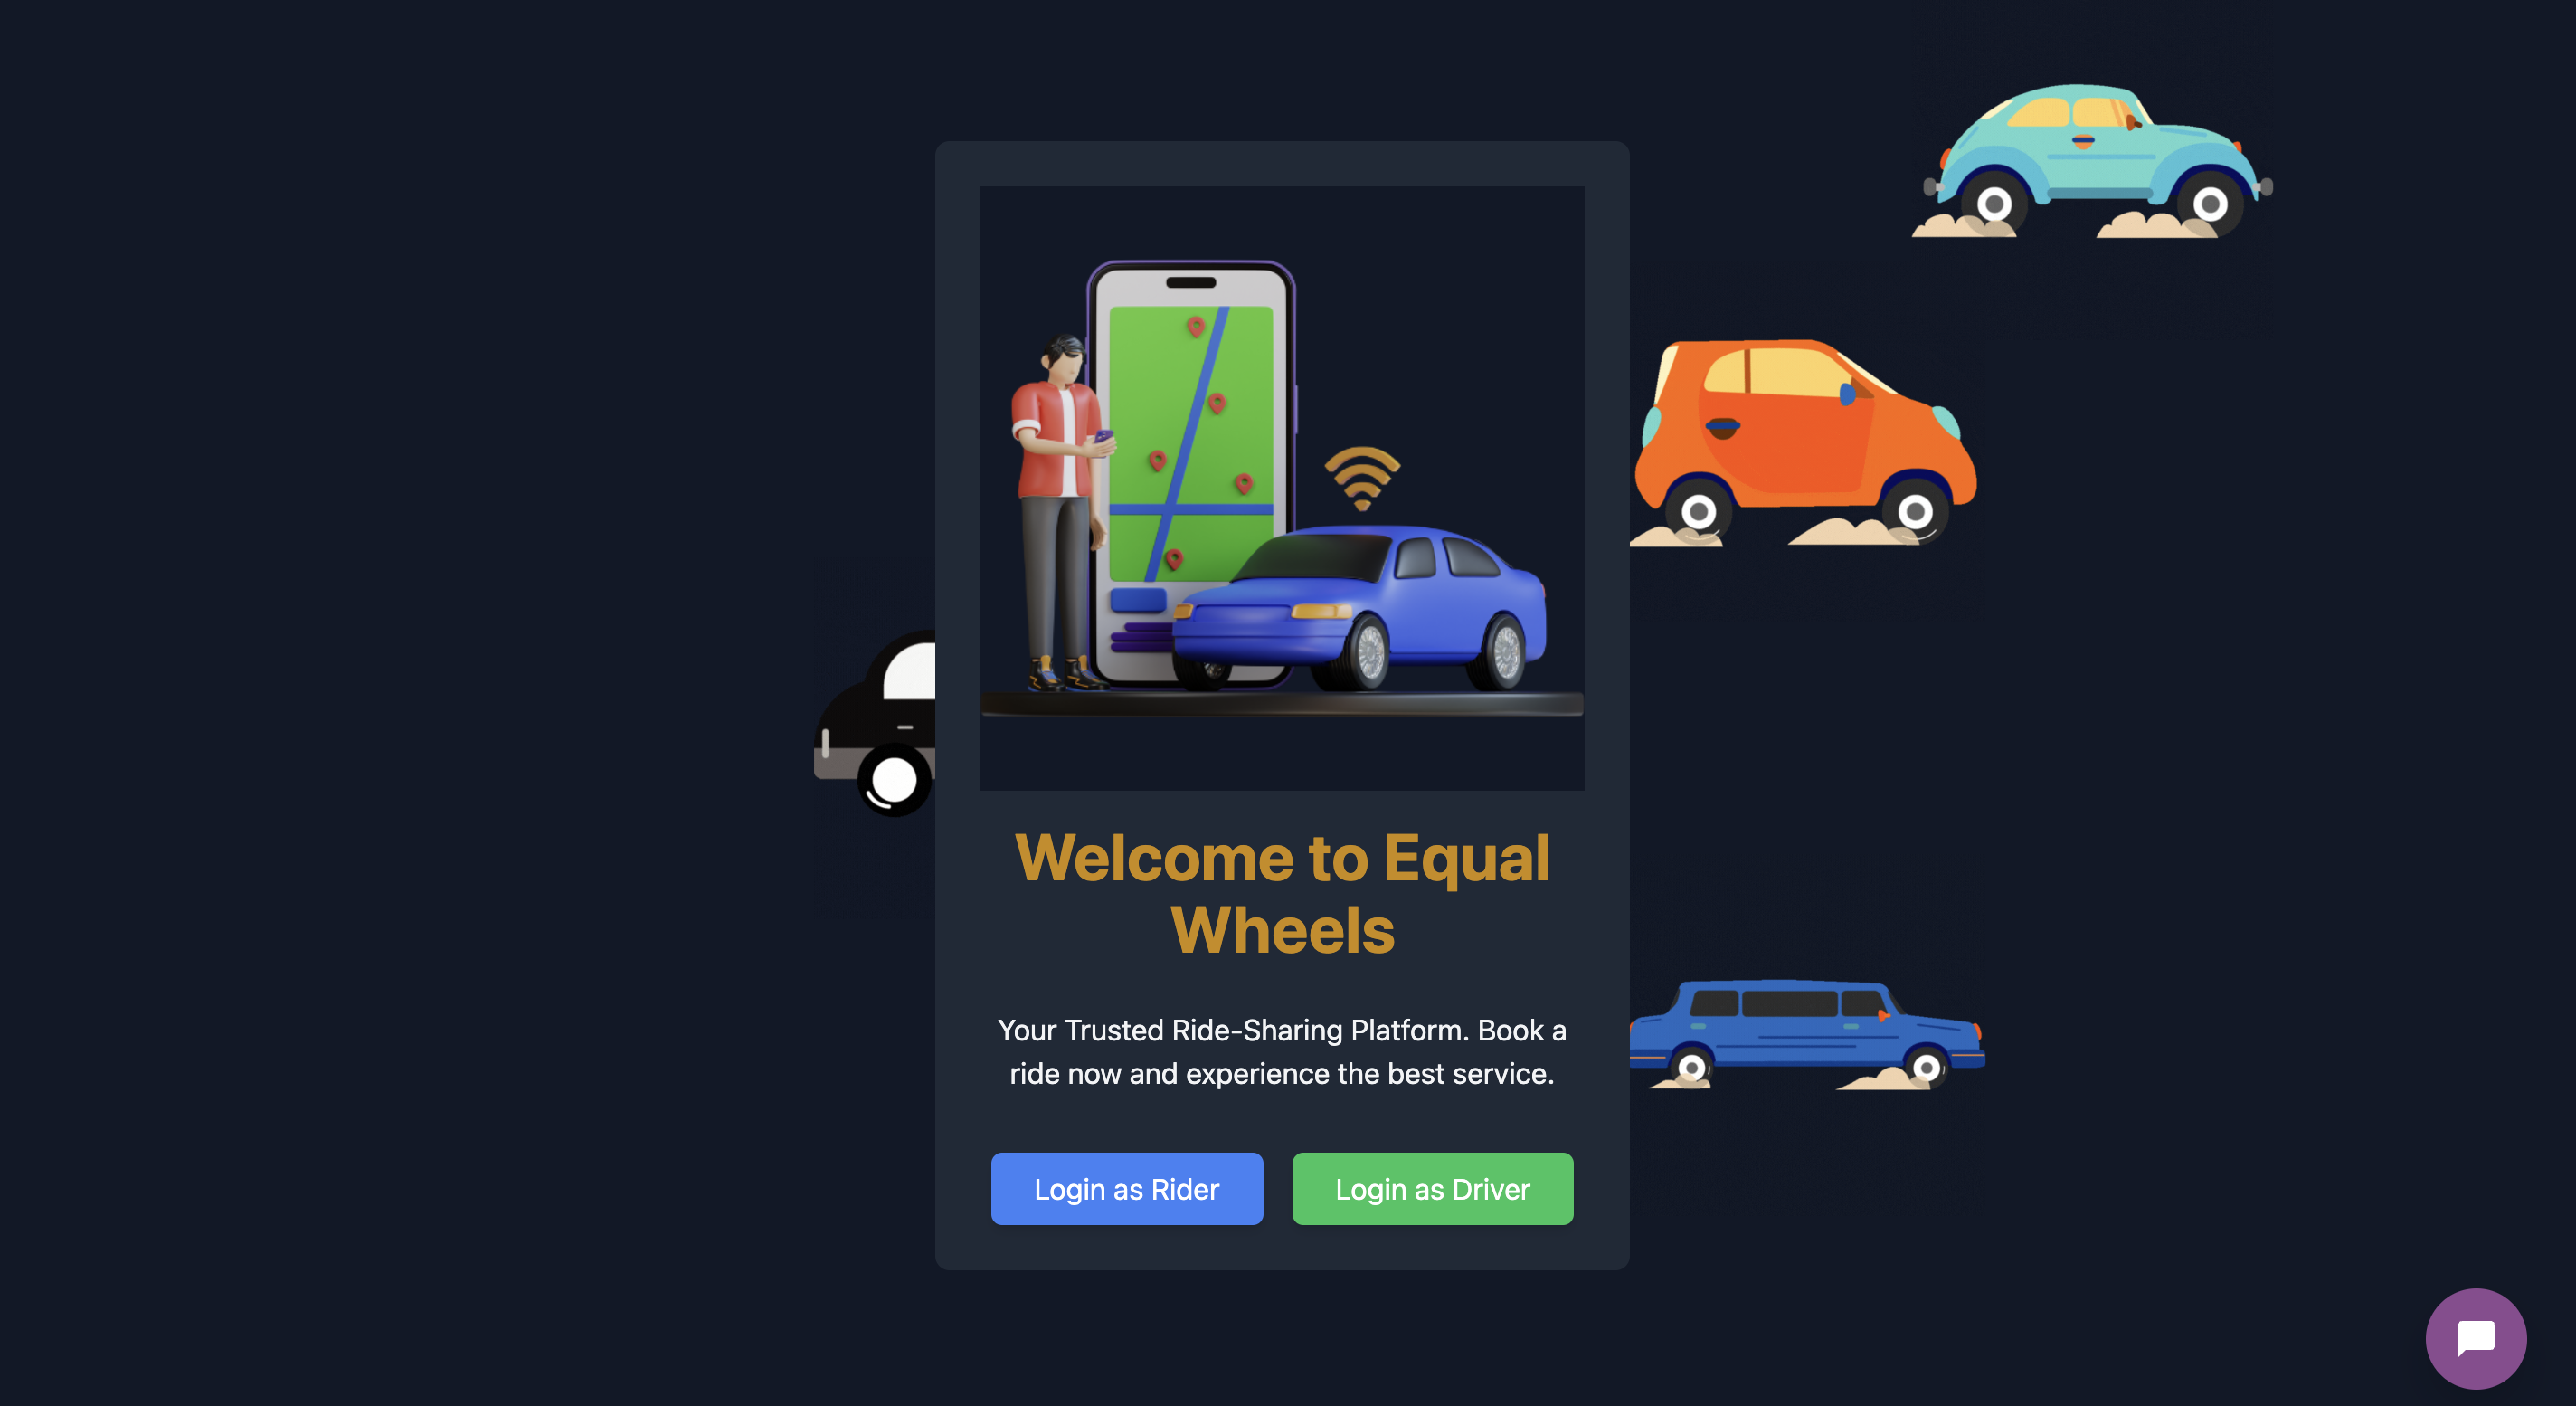 Welcome to Equal
Wheels
Your Trusted Ride-Sharing Platform. Book a
ride now and experience the best service.
Login as Rider
Login as Driver